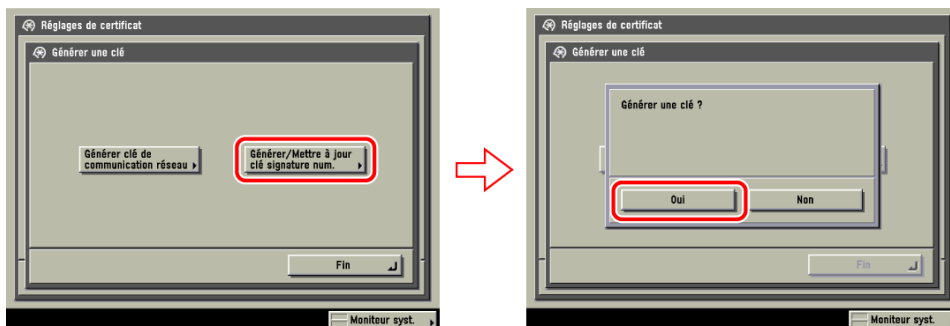 Réglages de certificat
Générer une clé
Générer clé de
communication réseau
Générer/Mettre à jour
clé signature num.
Fin
Moniteur syst.
Réglages de certificat
Générer une clé
Générer une clé ?
Oui
Non
Fin
Moniteur syst.